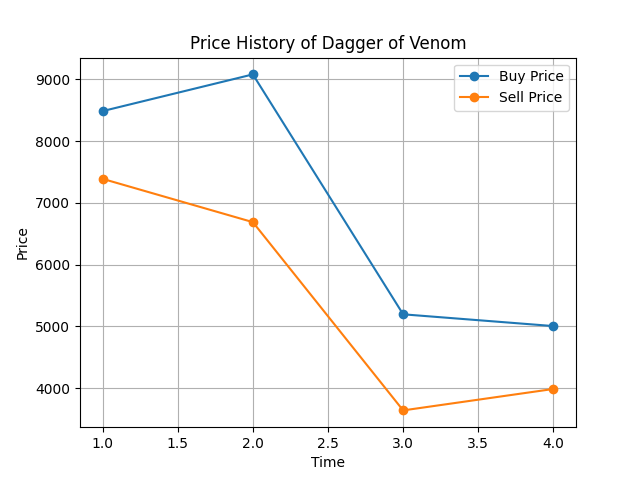 Price History of Dagger of Venom
Buy Price
Sell Price
Price
9000
8000
7000
6000
5000
4000
1.0 1.5 2.0 2.5 3.0 3.5 4.0
Time